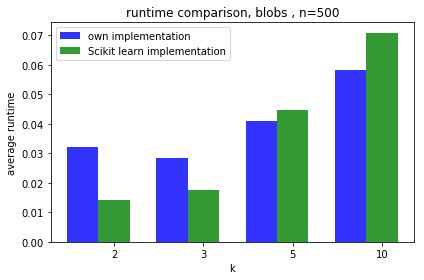 runtime comparison, blobs , n=500
own implementation
Scikit learn implementation
average runtime
0.07
0.06
0.05
0.04
0.03
0.02
0.01
0.00
2 3 5 10
k